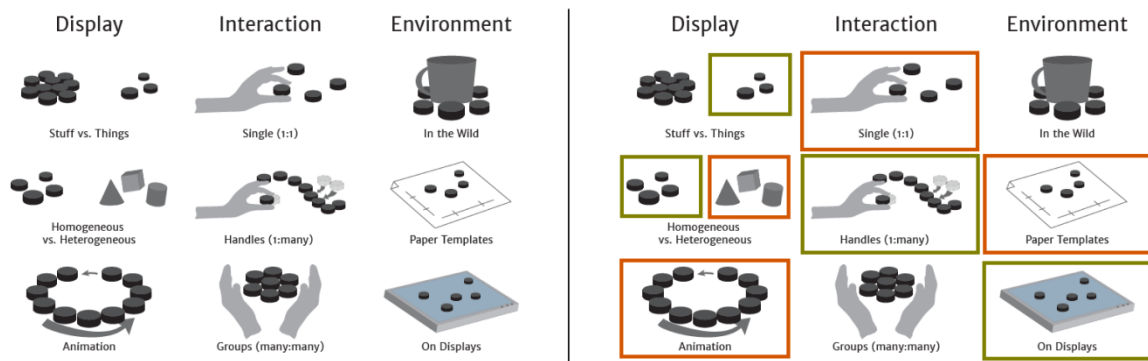 Display Interaction Environment
Stuff vs. Things Single (1:1) In the Wild
Homogeneous
vs. Heterogeneous Handles (1:many) Paper Templates
Animation Groups (many:many) On Displays
Display Interaction Environment
Stuff vs. Things Single (1:1) In the Wild
Homogeneous
vs. Heterogeneous Handles (1:many) Paper Templates
Animation Groups (many:many) On Displays